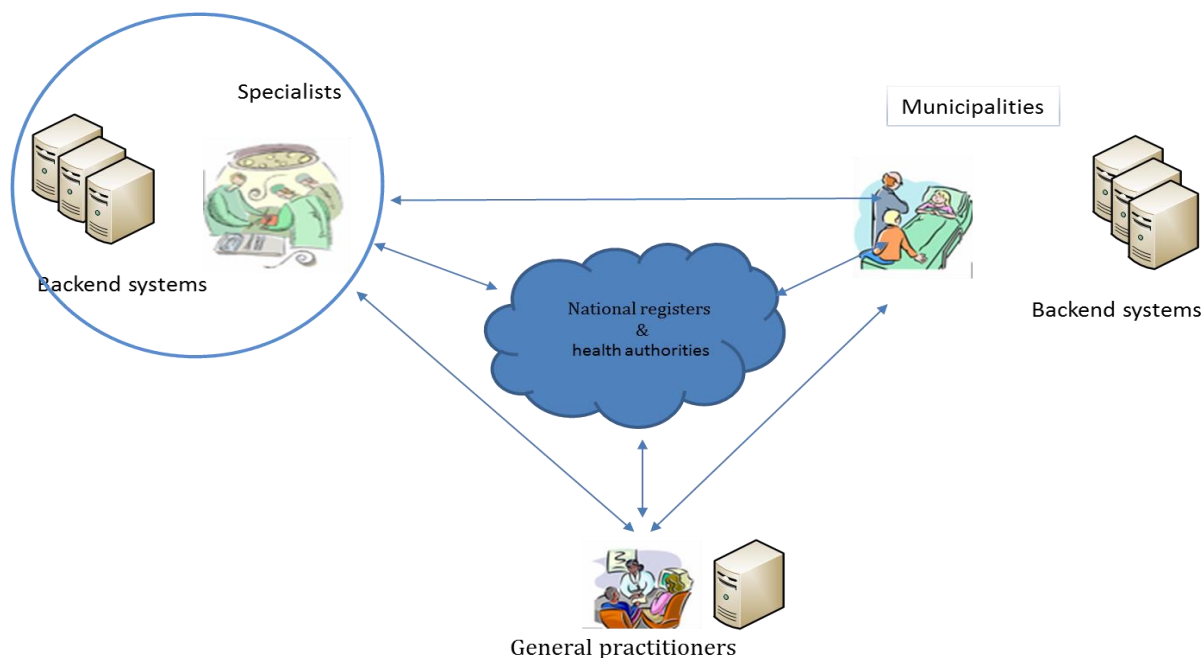 Specialists
Municipalities
Backend systems
Backend systems
National registers
&
health authorities
General practitioners